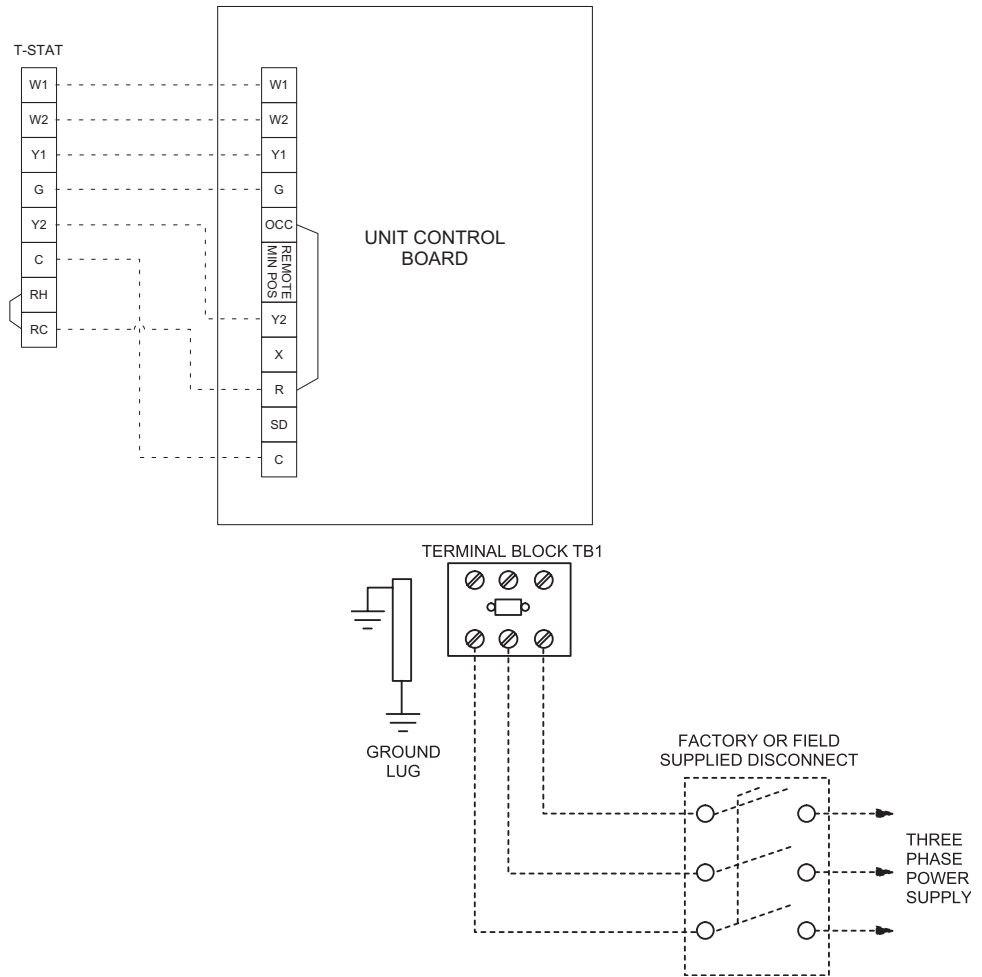 T-STAT
W1
W2
Y1
G
Y2
C
RH
RC
W1
W2
Y1
G
OCC
REMOTE
MIN POS
Y2
X
R
SD
C
UNIT CONTROL
BOARD
TERMINAL BLOCK TB1
GROUND
LUG
FACTORY OR FIELD
SUPPLIED DISCONNECT
THREE
PHASE
POWER
SUPPLY